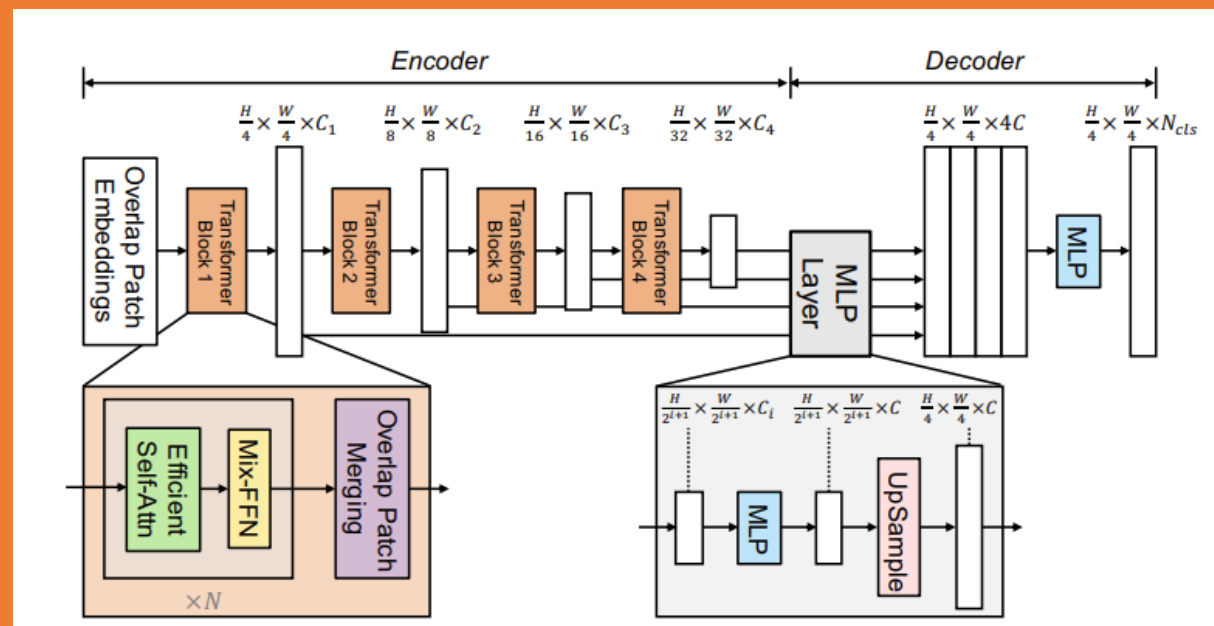 Encoder
Decoder
H/4 × W/4 × C₁
H/8 × W/8 × C₂
H/16 × W/16 × C₃
H/32 × W/32 × C₄
H/4 × W/4 × 4C
H/4 × W/4 × N_cls
Overlap Patch
Embeddings
Transformer
Block 1
Transformer
Block 2
Transformer
Block 3
Transformer
Block 4
MLP
Layer
MLP
Efficient
Self-Attn
Mix-FFN
Overlap Patch
Merging
×N
H/2^{i+1} × W/2^{i+1} × C_i
H/2^{i+1} × W/2^{i+1} × C
H/4 × W/4 × C
MLP
UpSample